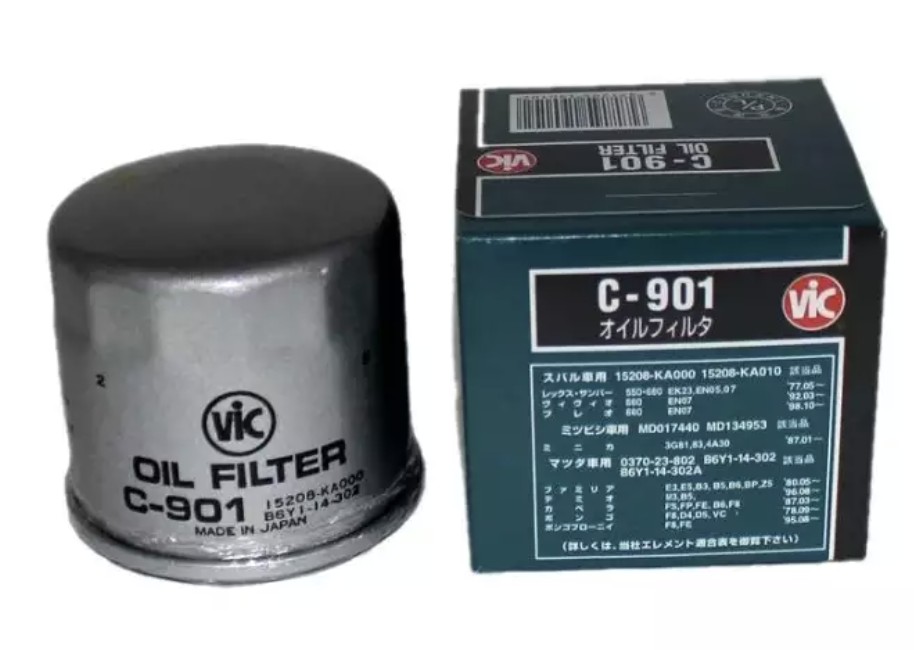 2
VIC
OIL FILTER
C-901 15208-KA000
B6Y1-14-302
MADE IN JAPAN
P/L
VIC
C-901
OIL FILTER
C-901
オイルフィルタ
VIC
スバル車用 15208-KA000 15208-KA010 該当品
レックス・サンバー 550・660 EK23,EN05,07 '77.05〜
ヴィヴィオ 660 EN07 '92.03〜
プレオ 660 EN07 '98.10〜
ミツビシ車用 MD017440 MD134953 該当品
ミニカ 3G81,83,4A30 '87.01〜
マツダ車用 0370-23-802 B6Y1-14-302 該当品
B6Y1-14-302A
ファミリア E3,E5,B3,B5,B6,BP,Z5 '80.05〜
デミオ B3,B5, '96.08〜
カペラ F5,FP,FE,B6,F8 '87.03〜
ボンゴ F8,D4,D5,VC '78.09〜
ボンゴフローニイ F8,FE '95.08〜
(詳しくは、当社エレメント適合表を御覧下さい)